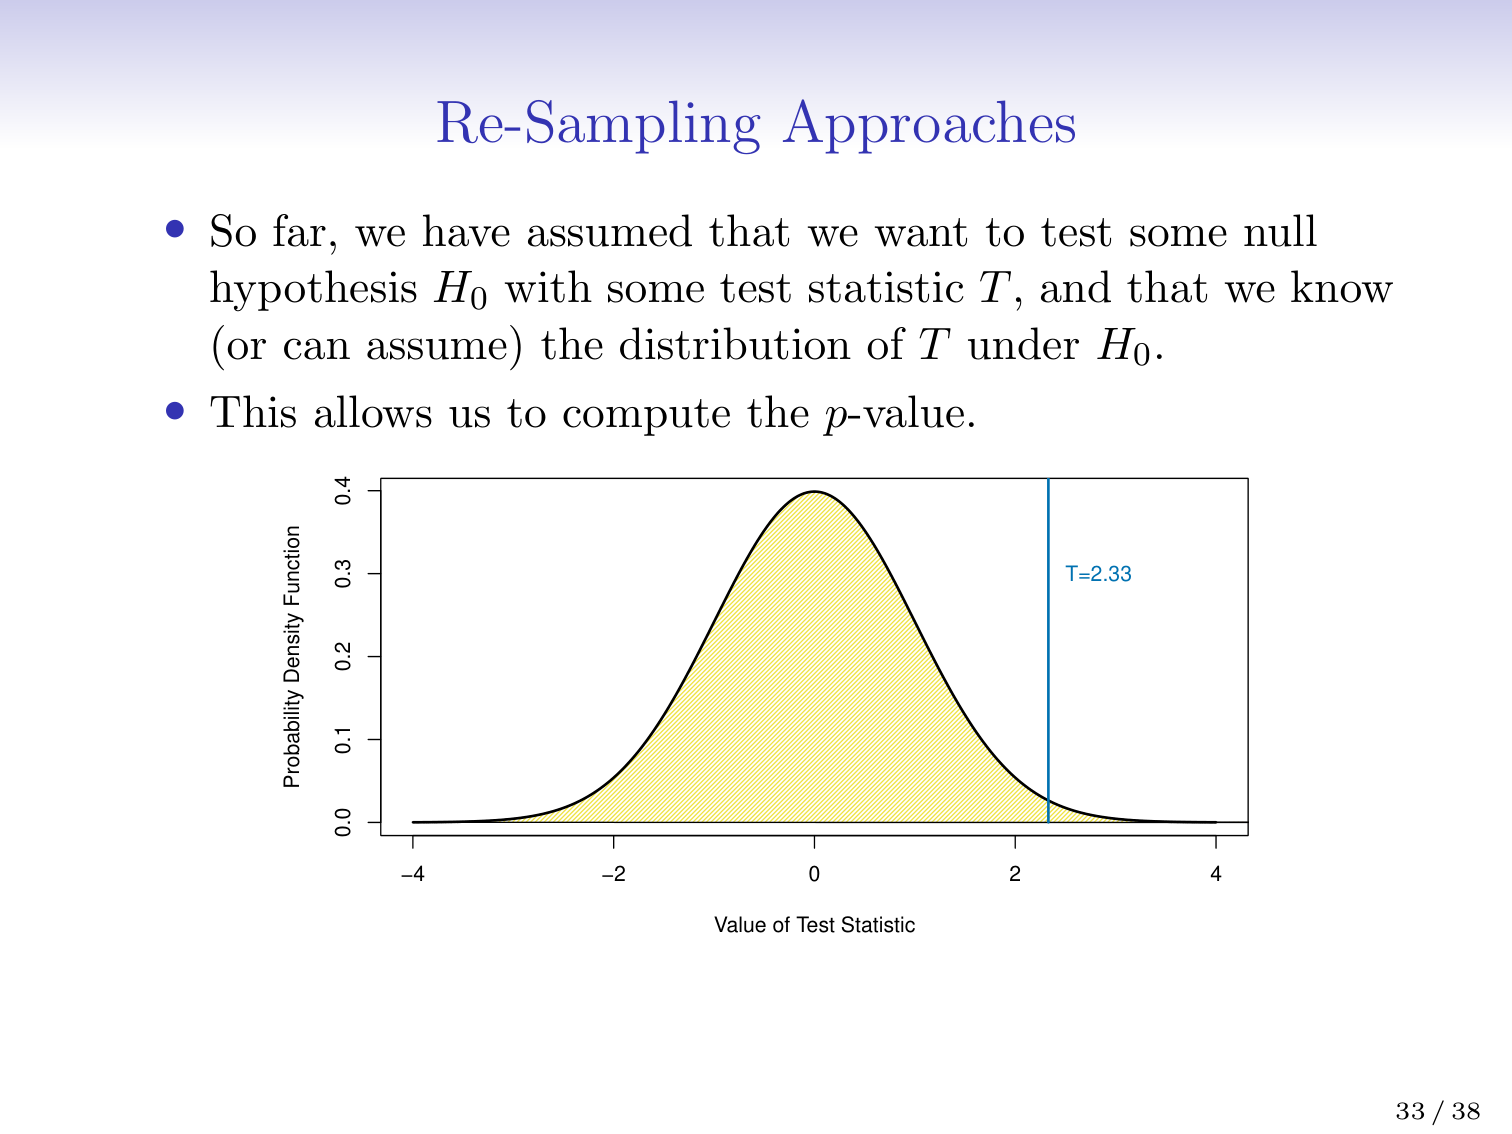 Re-Sampling Approaches
• So far, we have assumed that we want to test some null
hypothesis H₀ with some test statistic T, and that we know
(or can assume) the distribution of T under H₀.
• This allows us to compute the p-value.
Probability Density Function
0.4
0.3
0.2
0.1
0.0
T=2.33
−4 −2 0 2 4
Value of Test Statistic
33 / 38